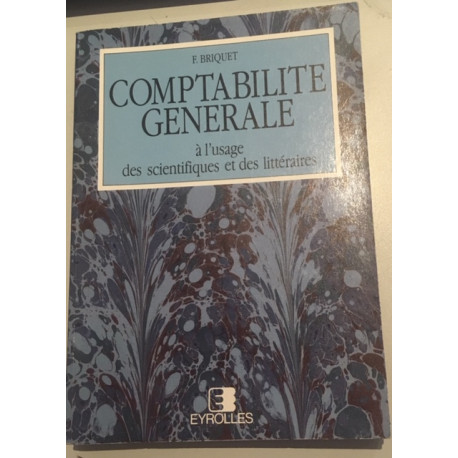 F. BRIQUET
COMPTABILITE
GENERALE
à l'usage
des scientifiques et des littéraires
EYROLLES